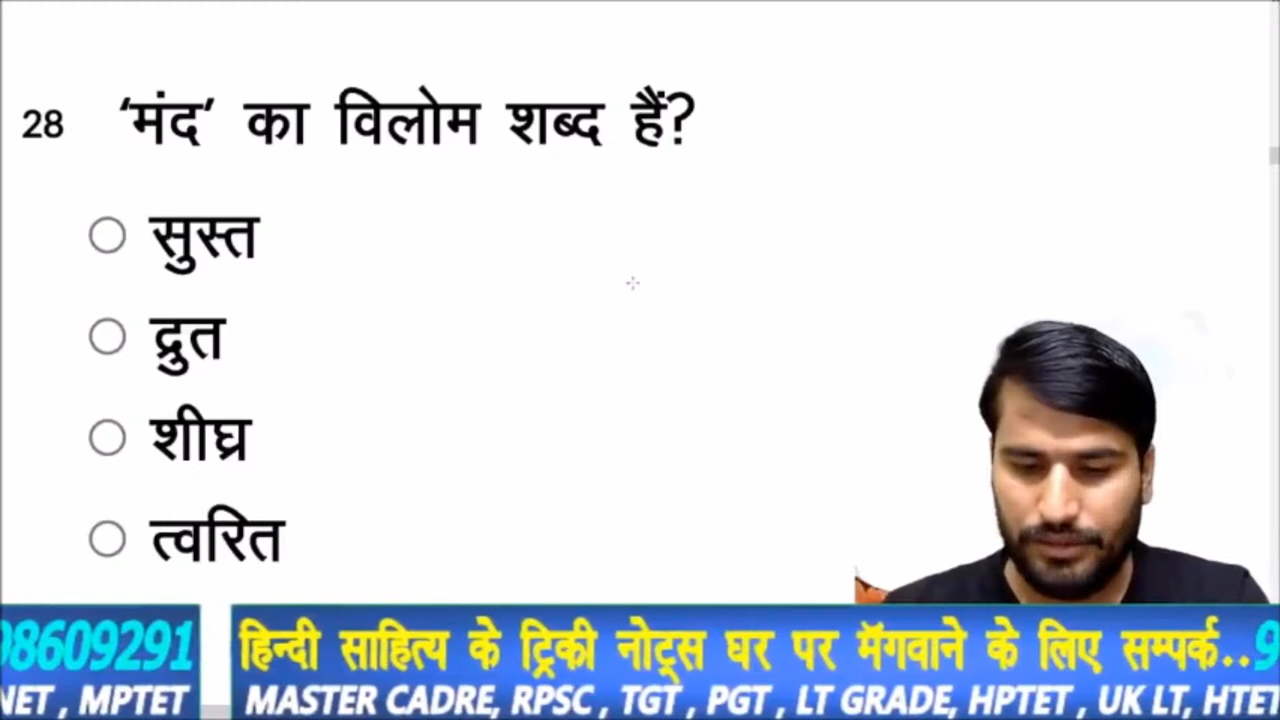 28 ‘मंद’ का विलोम शब्द हैं?
सुस्त
द्रुत
शीघ्र
त्वरित
98609291 हिन्दी साहित्य के ट्रिकी नोट्स घर पर मॅगवाने के लिए सम्पर्क..9
NET , MPTET MASTER CADRE, RPSC , TGT , PGT , LT GRADE, HPTET , UK LT, HTET